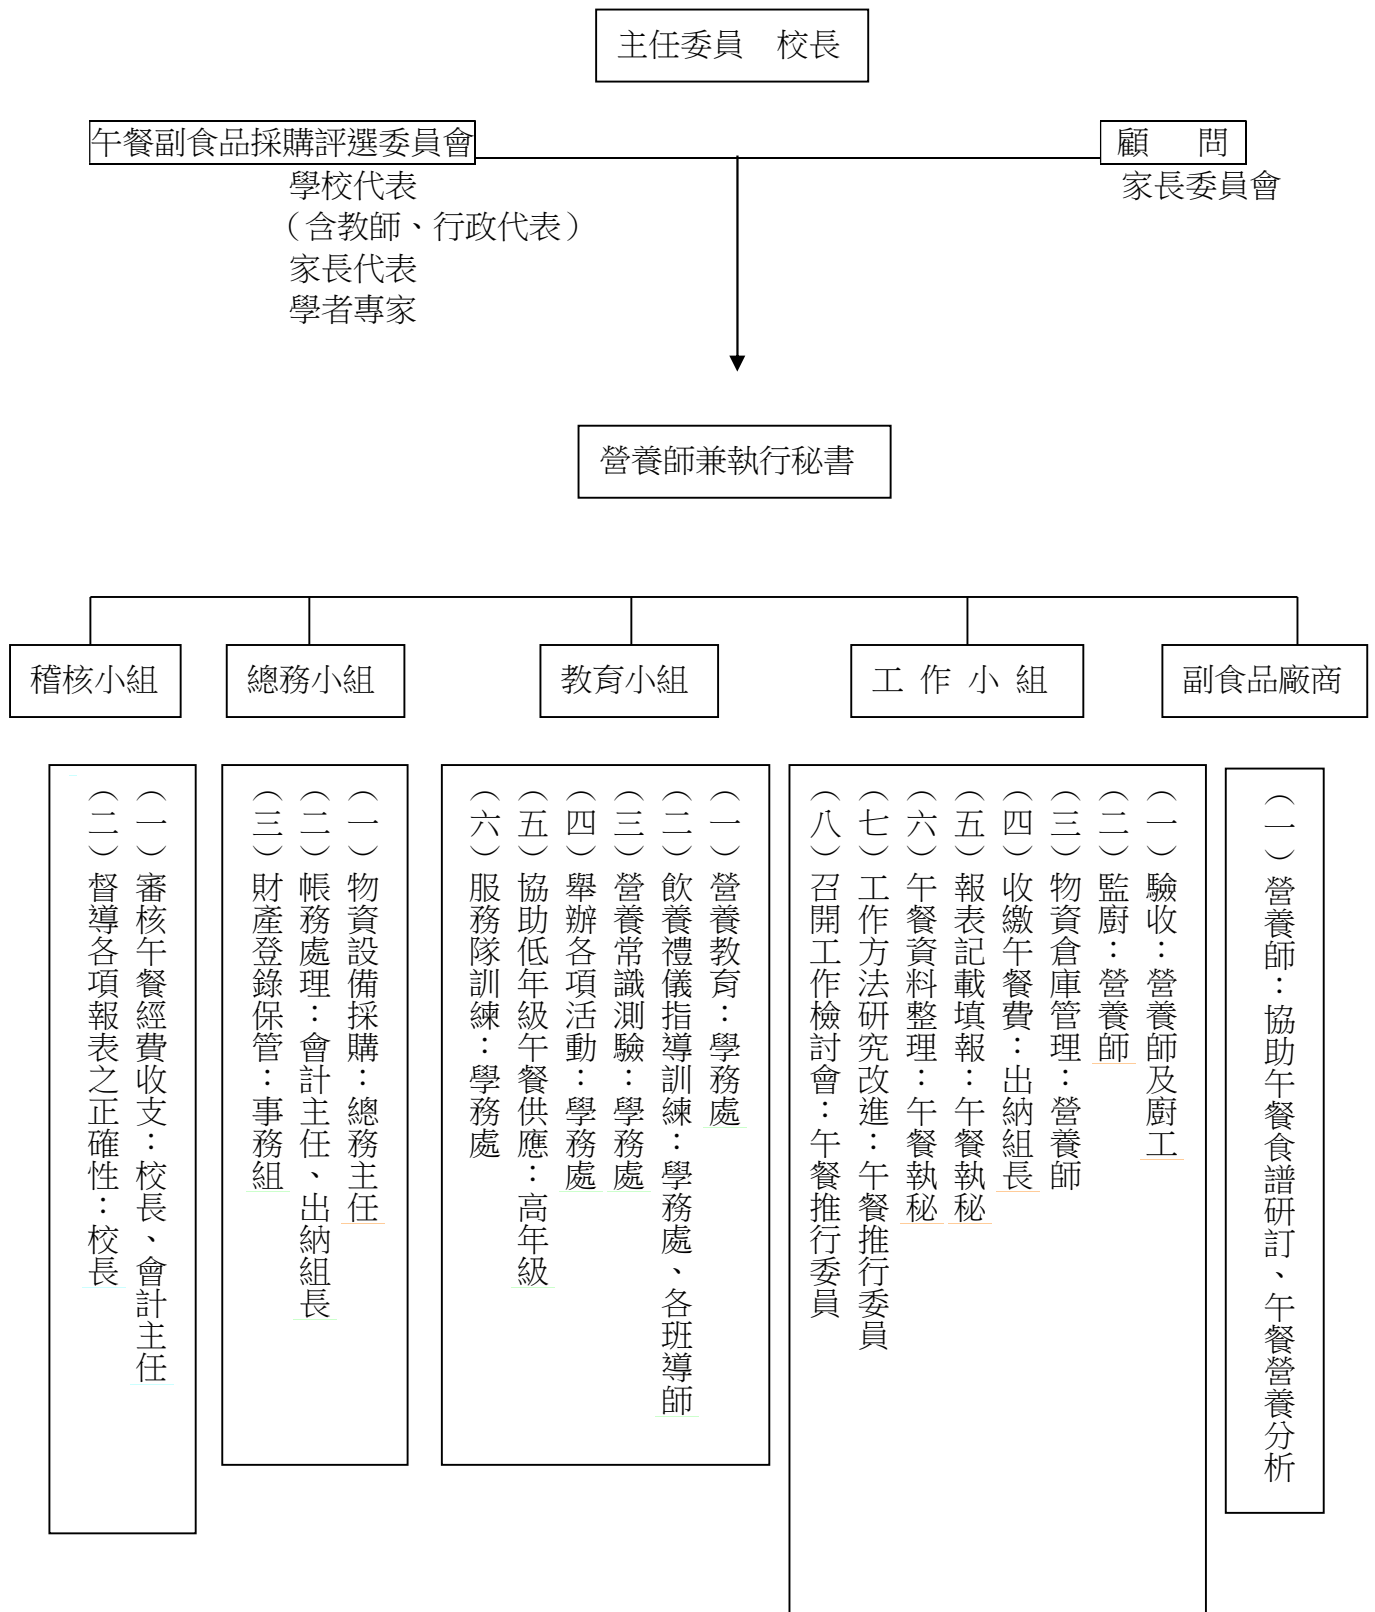 主任委員　校長
午餐副食品採購評選委員會
學校代表
（含教師、行政代表）
家長代表
學者專家
顧　問
家長委員會
營養師兼執行秘書
稽核小組
總務小組
教育小組
工 作 小 組
副食品廠商
（一）審核午餐經費收支：校長、會計主任
（二）督導各項報表之正確性：校長
（一）物資設備採購：總務主任
（二）帳務處理：會計主任、出納組長
（三）財產登錄保管：事務組
（一）營養教育：學務處
（二）飲養禮儀指導訓練：學務處、各班導師
（三）營養常識測驗：學務處
（四）舉辦各項活動：學務處
（五）協助低年級午餐供應：高年級
（六）服務隊訓練：學務處
（一）驗收：營養師及廚工
（二）監廚：營養師
（三）物資倉庫管理：營養師
（四）收繳午餐費：出納組長
（五）報表記載填報：午餐執秘
（六）午餐資料整理：午餐執秘
（七）工作方法研究改進：午餐推行委員
（八）召開工作檢討會：午餐推行委員
（一）營養師：協助午餐食譜研訂、午餐營養分析